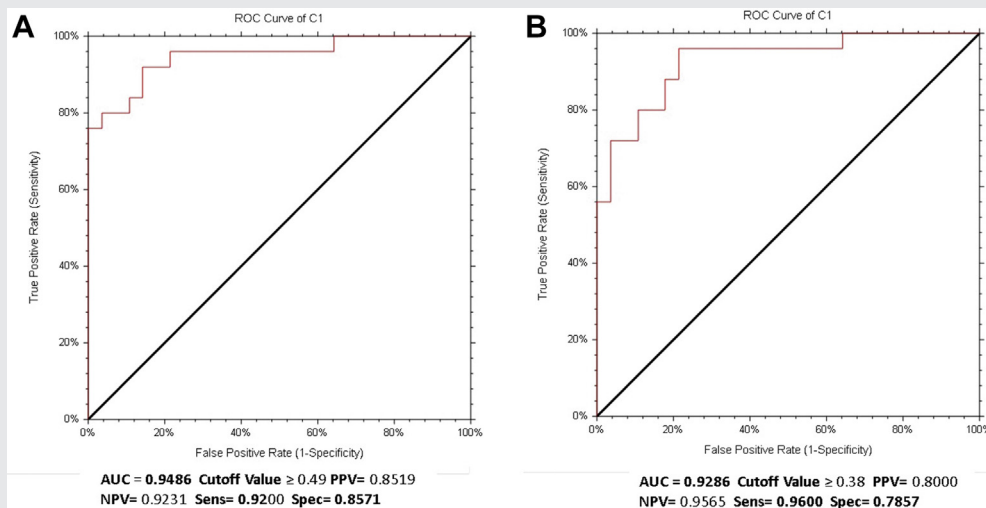 A
ROC Curve of C1
100%
80%
60%
40%
20%
0%
True Positive Rate (Sensitivity)
0% 20% 40% 60% 80% 100%
False Positive Rate (1-Specificity)
AUC = 0.9486 Cutoff Value ≥ 0.49 PPV= 0.8519
NPV= 0.9231 Sens= 0.9200 Spec= 0.8571
B
ROC Curve of C1
100%
80%
60%
40%
20%
0%
True Positive Rate (Sensitivity)
0% 20% 40% 60% 80% 100%
False Positive Rate (1-Specificity)
AUC = 0.9286 Cutoff Value ≥ 0.38 PPV= 0.8000
NPV= 0.9565 Sens= 0.9600 Spec= 0.7857